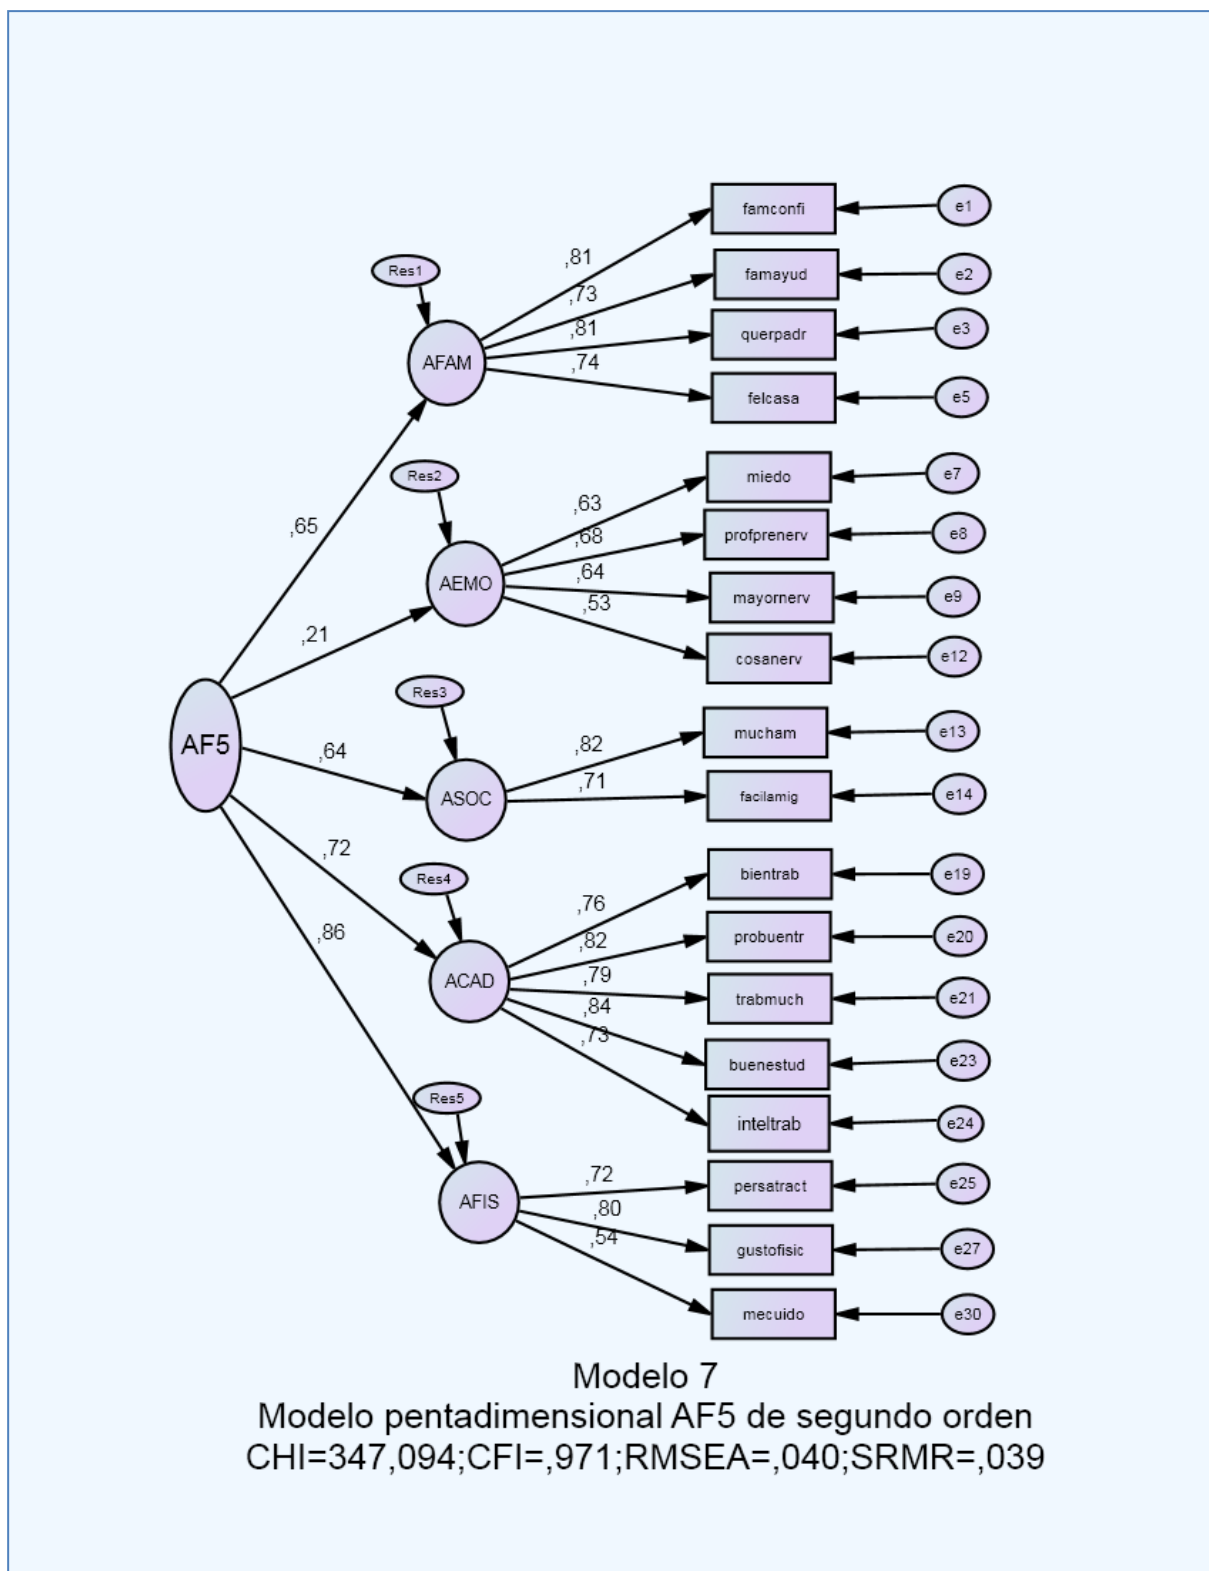 famconfi
e1
,81
Res1
famayud
e2
,73
querpadr
e3
,81
AFAM
,74
felcasa
e5
Res2
miedo
e7
,63
,65
profprenerv
e8
,68
AEMO
,64
mayornerv
e9
,53
,21
cosanerv
e12
Res3
mucham
e13
AF5
,82
,64
ASOC
,71
facilamig
e14
,72
Res4
bientrab
e19
,76
,86
probuentr
e20
,82
ACAD
,79
trabmuch
e21
,84
,73
buenestud
e23
Res5
inteltrab
e24
,72
persatract
e25
AFIS
,80
,54
gustofisic
e27
mecuido
e30
Modelo 7
Modelo pentadimensional AF5 de segundo orden
CHI=347,094;CFI=,971;RMSEA=,040;SRMR=,039